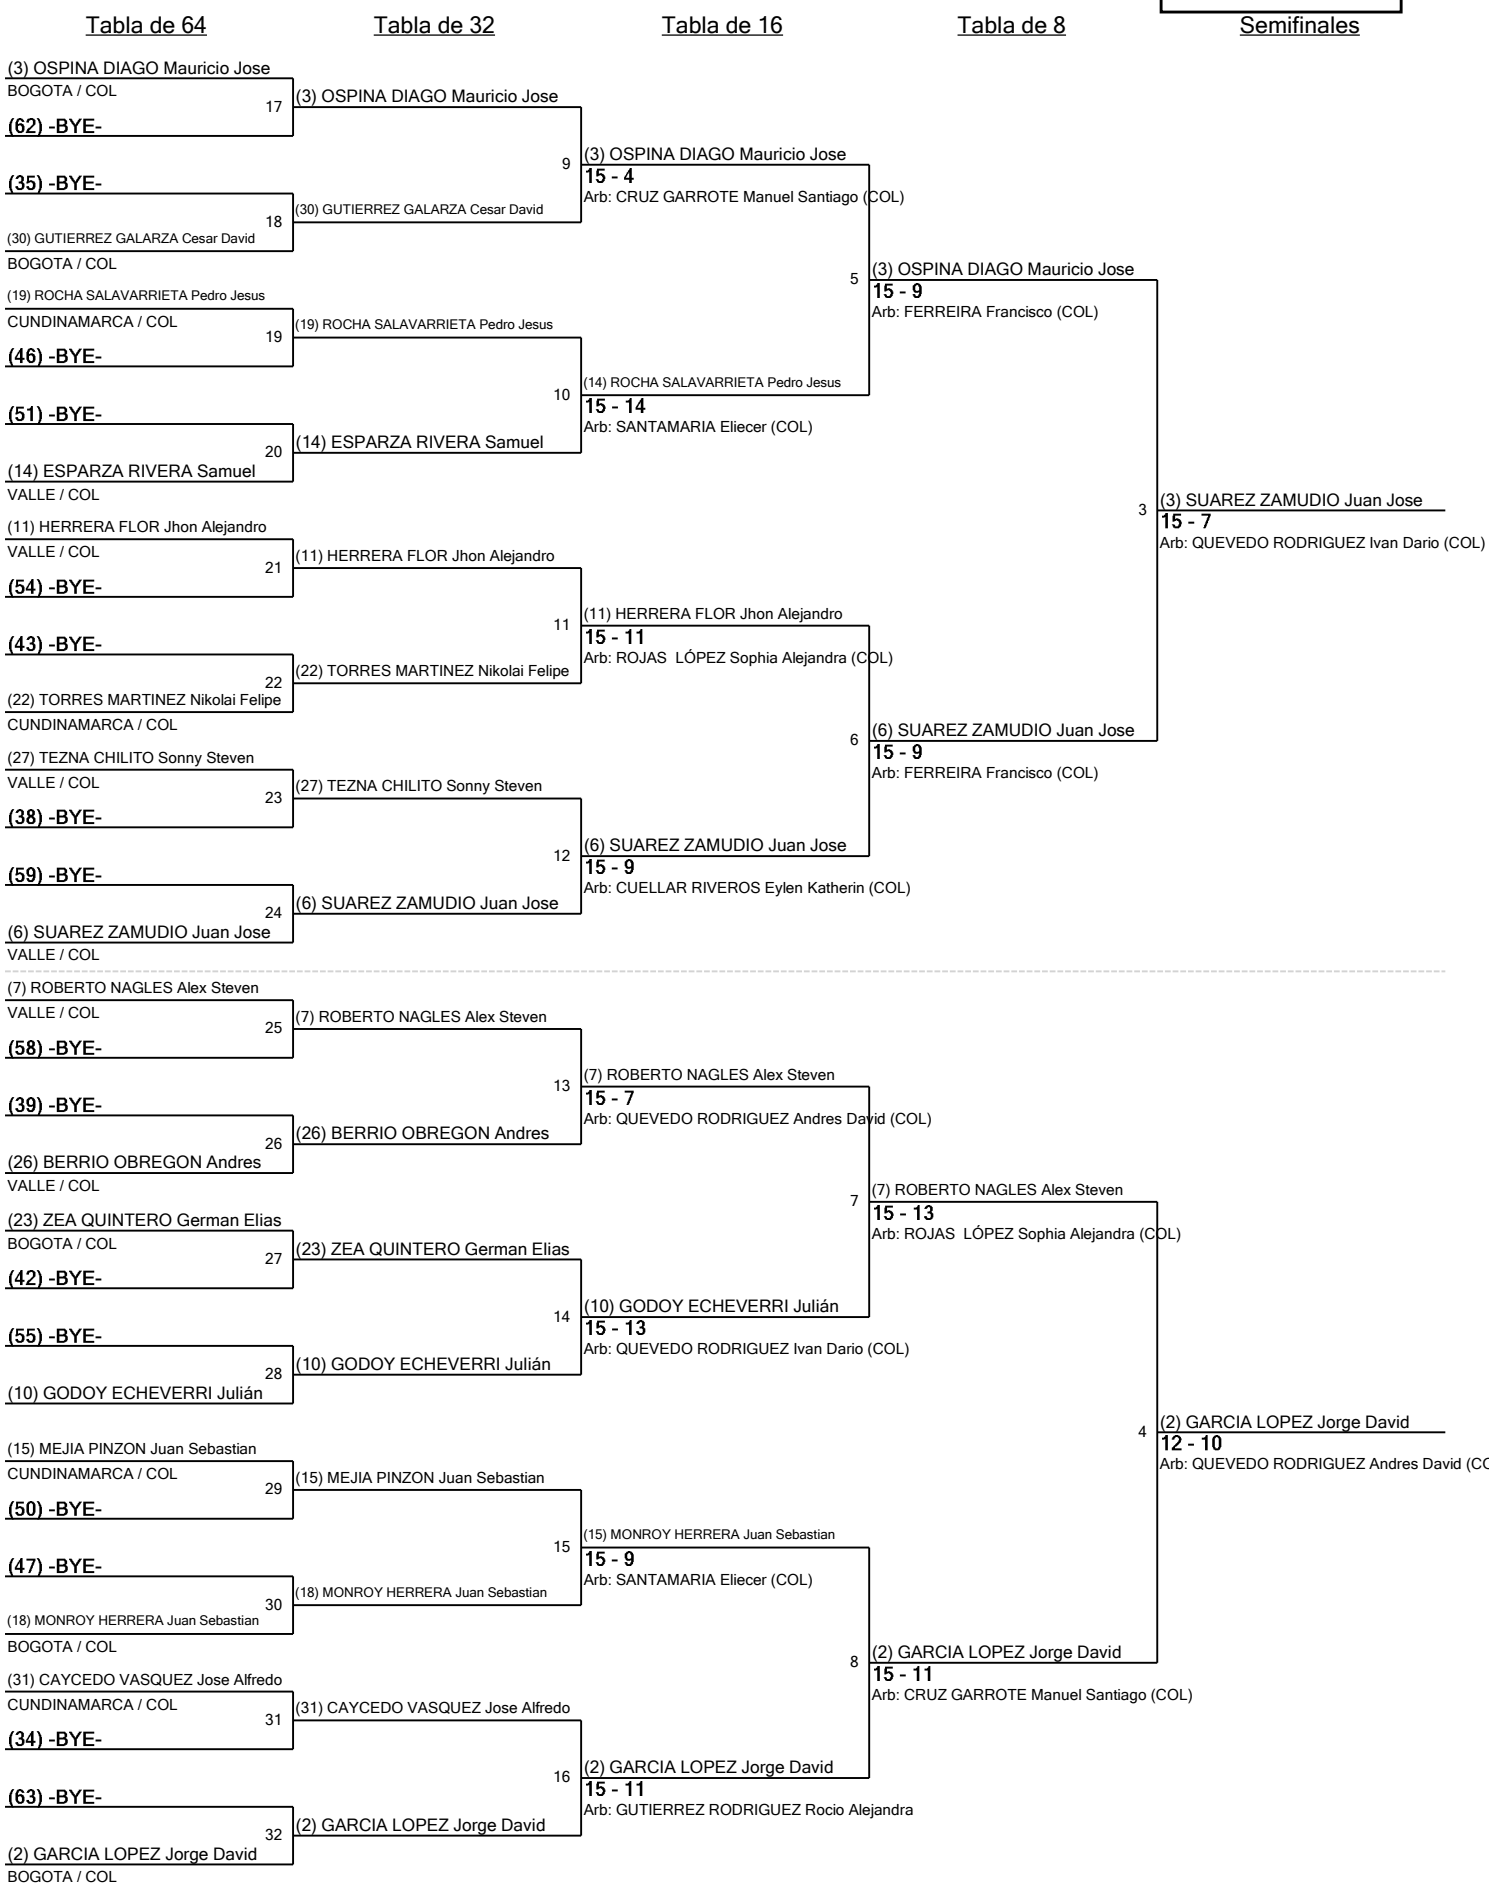 Tabla de 64
Tabla de 32
Tabla de 16
Tabla de 8
Semifinales
(3) OSPINA DIAGO Mauricio Jose
BOGOTA / COL
17
(62) -BYE-
(35) -BYE-
18
(30) GUTIERREZ GALARZA Cesar David
BOGOTA / COL
(19) ROCHA SALAVARRIETA Pedro Jesus
CUNDINAMARCA / COL
19
(46) -BYE-
(51) -BYE-
20
(14) ESPARZA RIVERA Samuel
VALLE / COL
(11) HERRERA FLOR Jhon Alejandro
VALLE / COL
21
(54) -BYE-
(43) -BYE-
22
(22) TORRES MARTINEZ Nikolai Felipe
CUNDINAMARCA / COL
(27) TEZNA CHILITO Sonny Steven
VALLE / COL
23
(38) -BYE-
(59) -BYE-
24
(6) SUAREZ ZAMUDIO Juan Jose
VALLE / COL
(7) ROBERTO NAGLES Alex Steven
VALLE / COL
25
(58) -BYE-
(39) -BYE-
26
(26) BERRIO OBREGON Andres
VALLE / COL
(23) ZEA QUINTERO German Elias
BOGOTA / COL
27
(42) -BYE-
(55) -BYE-
28
(10) GODOY ECHEVERRI Julián
(15) MEJIA PINZON Juan Sebastian
CUNDINAMARCA / COL
29
(50) -BYE-
(47) -BYE-
30
(18) MONROY HERRERA Juan Sebastian
BOGOTA / COL
(31) CAYCEDO VASQUEZ Jose Alfredo
CUNDINAMARCA / COL
31
(34) -BYE-
(63) -BYE-
32
(2) GARCIA LOPEZ Jorge David
BOGOTA / COL
(3) OSPINA DIAGO Mauricio Jose
9
(30) GUTIERREZ GALARZA Cesar David
(19) ROCHA SALAVARRIETA Pedro Jesus
10
(14) ESPARZA RIVERA Samuel
(11) HERRERA FLOR Jhon Alejandro
11
(22) TORRES MARTINEZ Nikolai Felipe
(27) TEZNA CHILITO Sonny Steven
12
(6) SUAREZ ZAMUDIO Juan Jose
(7) ROBERTO NAGLES Alex Steven
13
(26) BERRIO OBREGON Andres
(23) ZEA QUINTERO German Elias
14
(10) GODOY ECHEVERRI Julián
(15) MEJIA PINZON Juan Sebastian
15
(18) MONROY HERRERA Juan Sebastian
(31) CAYCEDO VASQUEZ Jose Alfredo
16
(2) GARCIA LOPEZ Jorge David
(3) OSPINA DIAGO Mauricio Jose
15 - 4
Arb: CRUZ GARROTE Manuel Santiago (COL)
5
(14) ROCHA SALAVARRIETA Pedro Jesus
15 - 14
Arb: SANTAMARIA Eliecer (COL)
(11) HERRERA FLOR Jhon Alejandro
15 - 11
Arb: ROJAS  LÓPEZ Sophia Alejandra (COL)
6
(6) SUAREZ ZAMUDIO Juan Jose
15 - 9
Arb: CUELLAR RIVEROS Eylen Katherin (COL)
(7) ROBERTO NAGLES Alex Steven
15 - 7
Arb: QUEVEDO RODRIGUEZ Andres David (COL)
7
(10) GODOY ECHEVERRI Julián
15 - 13
Arb: QUEVEDO RODRIGUEZ Ivan Dario (COL)
(15) MONROY HERRERA Juan Sebastian
15 - 9
Arb: SANTAMARIA Eliecer (COL)
8
(2) GARCIA LOPEZ Jorge David
15 - 11
Arb: GUTIERREZ RODRIGUEZ Rocio Alejandra
(3) OSPINA DIAGO Mauricio Jose
15 - 9
Arb: FERREIRA Francisco (COL)
3
(6) SUAREZ ZAMUDIO Juan Jose
15 - 9
Arb: FERREIRA Francisco (COL)
(7) ROBERTO NAGLES Alex Steven
15 - 13
Arb: ROJAS  LÓPEZ Sophia Alejandra (COL)
4
(2) GARCIA LOPEZ Jorge David
15 - 11
Arb: CRUZ GARROTE Manuel Santiago (COL)
(3) SUAREZ ZAMUDIO Juan Jose
15 - 7
Arb: QUEVEDO RODRIGUEZ Ivan Dario (COL)
(2) GARCIA LOPEZ Jorge David
12 - 10
Arb: QUEVEDO RODRIGUEZ Andres David